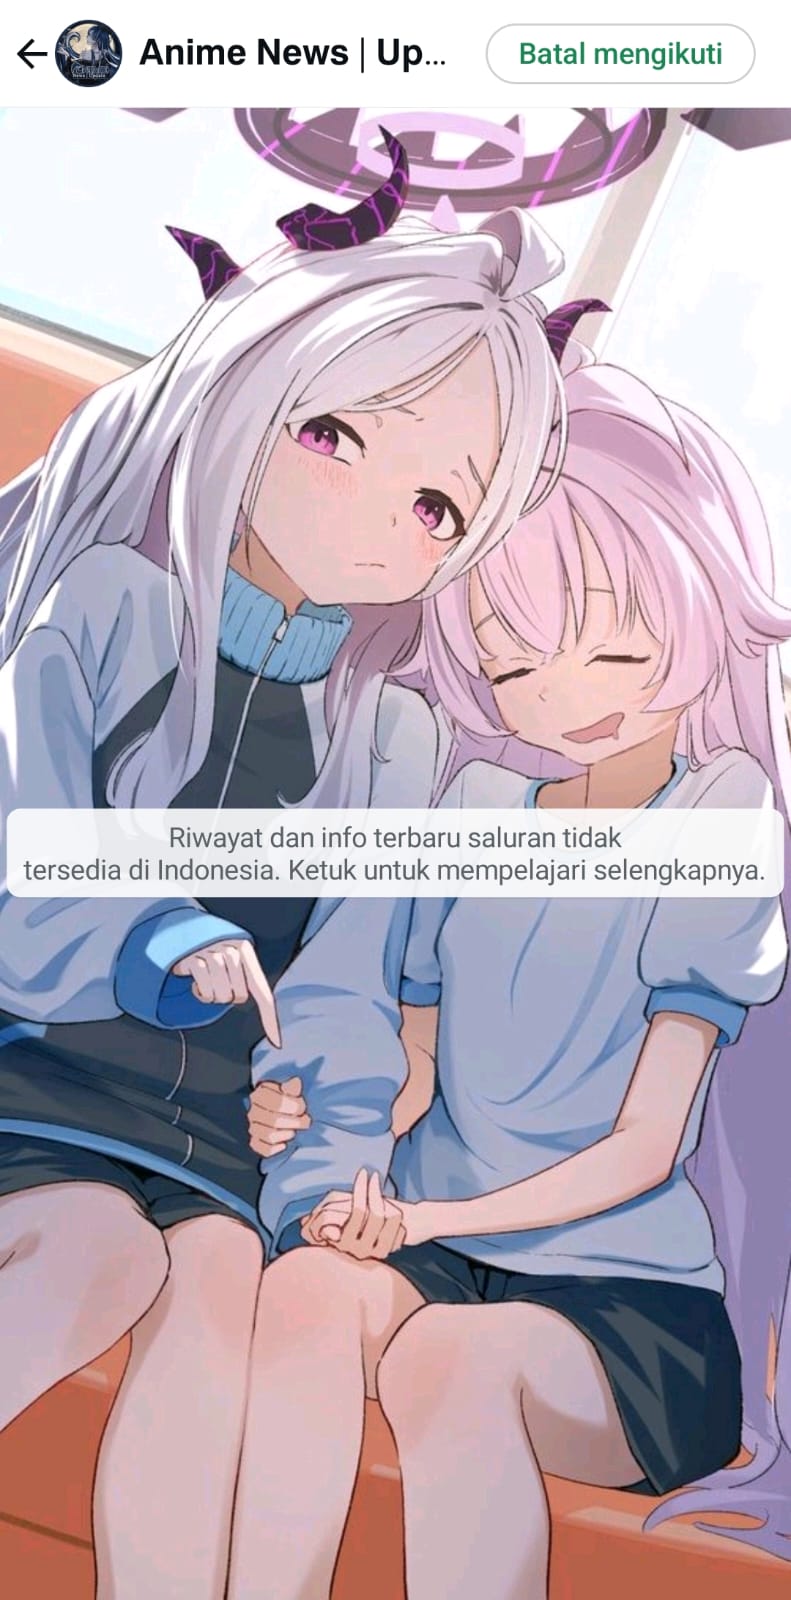 Anime News | Up...
Batal mengikuti
Riwayat dan info terbaru saluran tidak
tersedia di Indonesia. Ketuk untuk mempelajari selengkapnya.